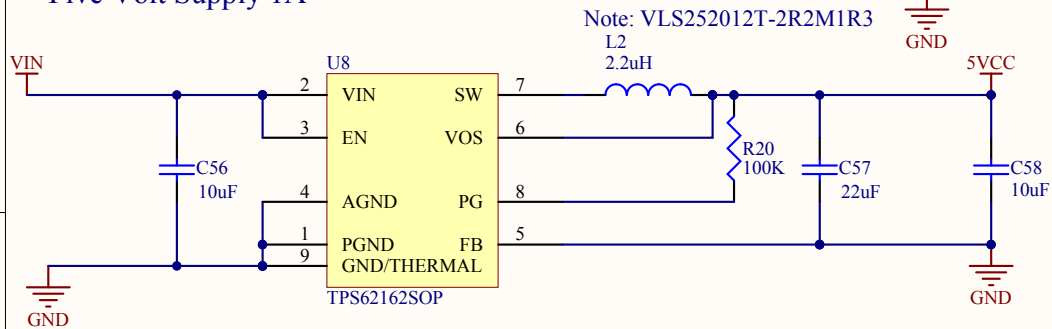 Five Volt Supply 1A
Note: VLS252012T-2R2M1R3
GND
VIN
U8
L2
2.2uH
5VCC
2 VIN SW 7
3 EN VOS 6
C56
10uF
R20
100K
C57
22uF
C58
10uF
4 AGND PG 8
1 PGND FB 5
9 GND/THERMAL
TPS62162SOP
GND
GND